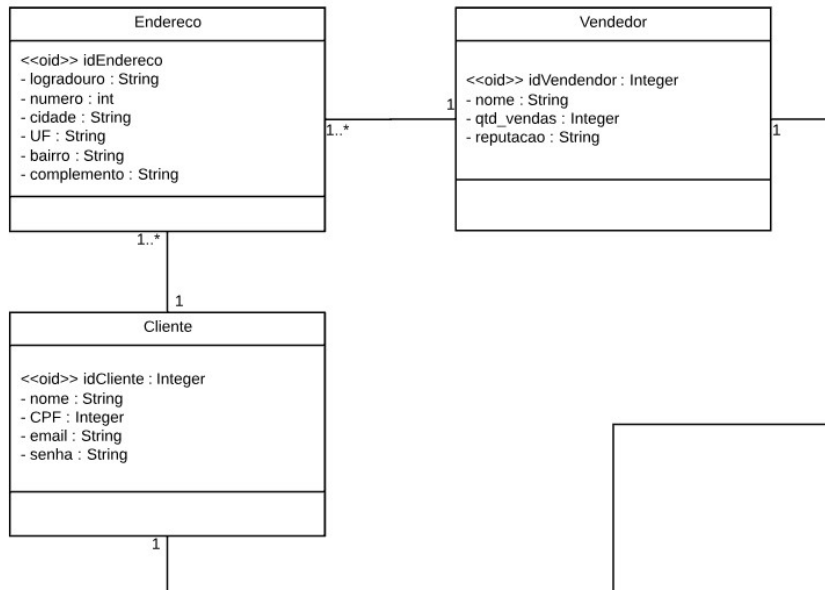 Endereco
<<oid>> idEndereco
- logradouro : String
- numero : int
- cidade : String
- UF : String
- bairro : String
- complemento : String
1..*
1
Vendedor
<<oid>> idVendendor : Integer
- nome : String
- qtd_vendas : Integer
- reputacao : String
1
1..*
1
Cliente
<<oid>> idCliente : Integer
- nome : String
- CPF : Integer
- email : String
- senha : String
1